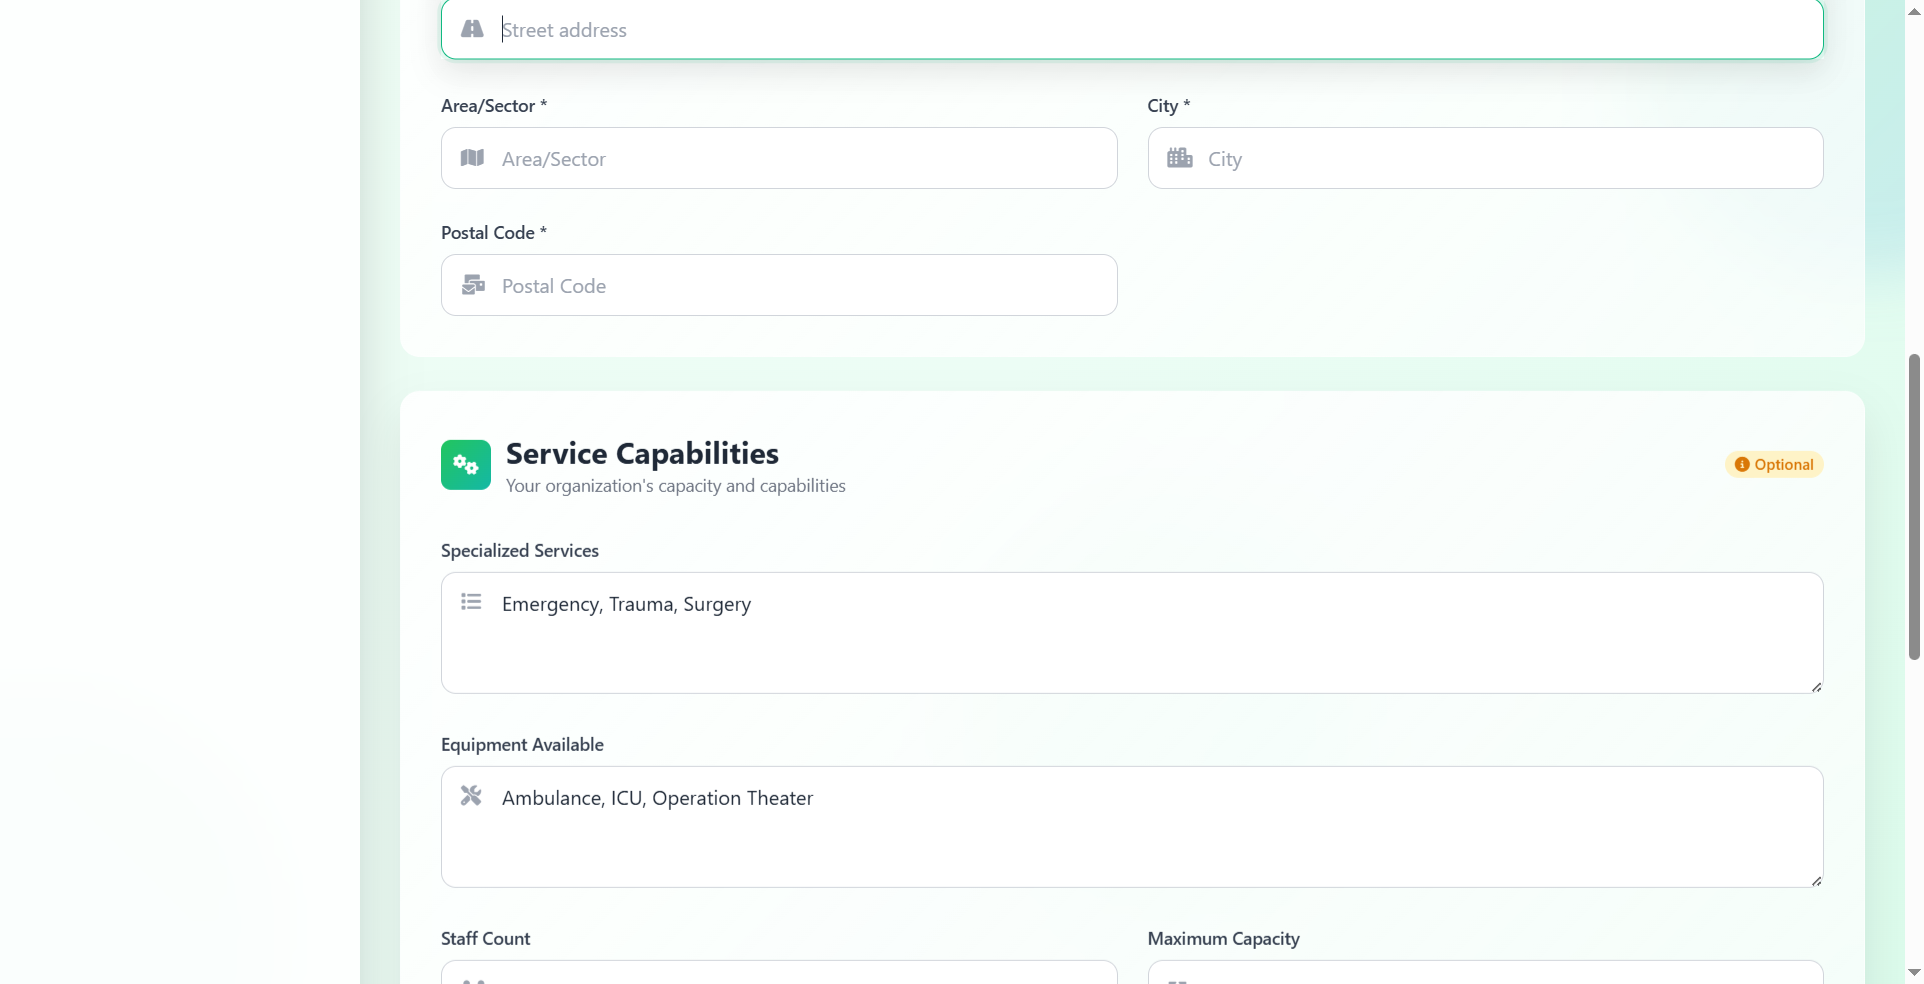 Street address
Area/Sector *
City *
Area/Sector
City
Postal Code *
Postal Code
Service Capabilities
Your organization's capacity and capabilities
Optional
Specialized Services
Emergency, Trauma, Surgery
Equipment Available
Ambulance, ICU, Operation Theater
Staff Count
Maximum Capacity